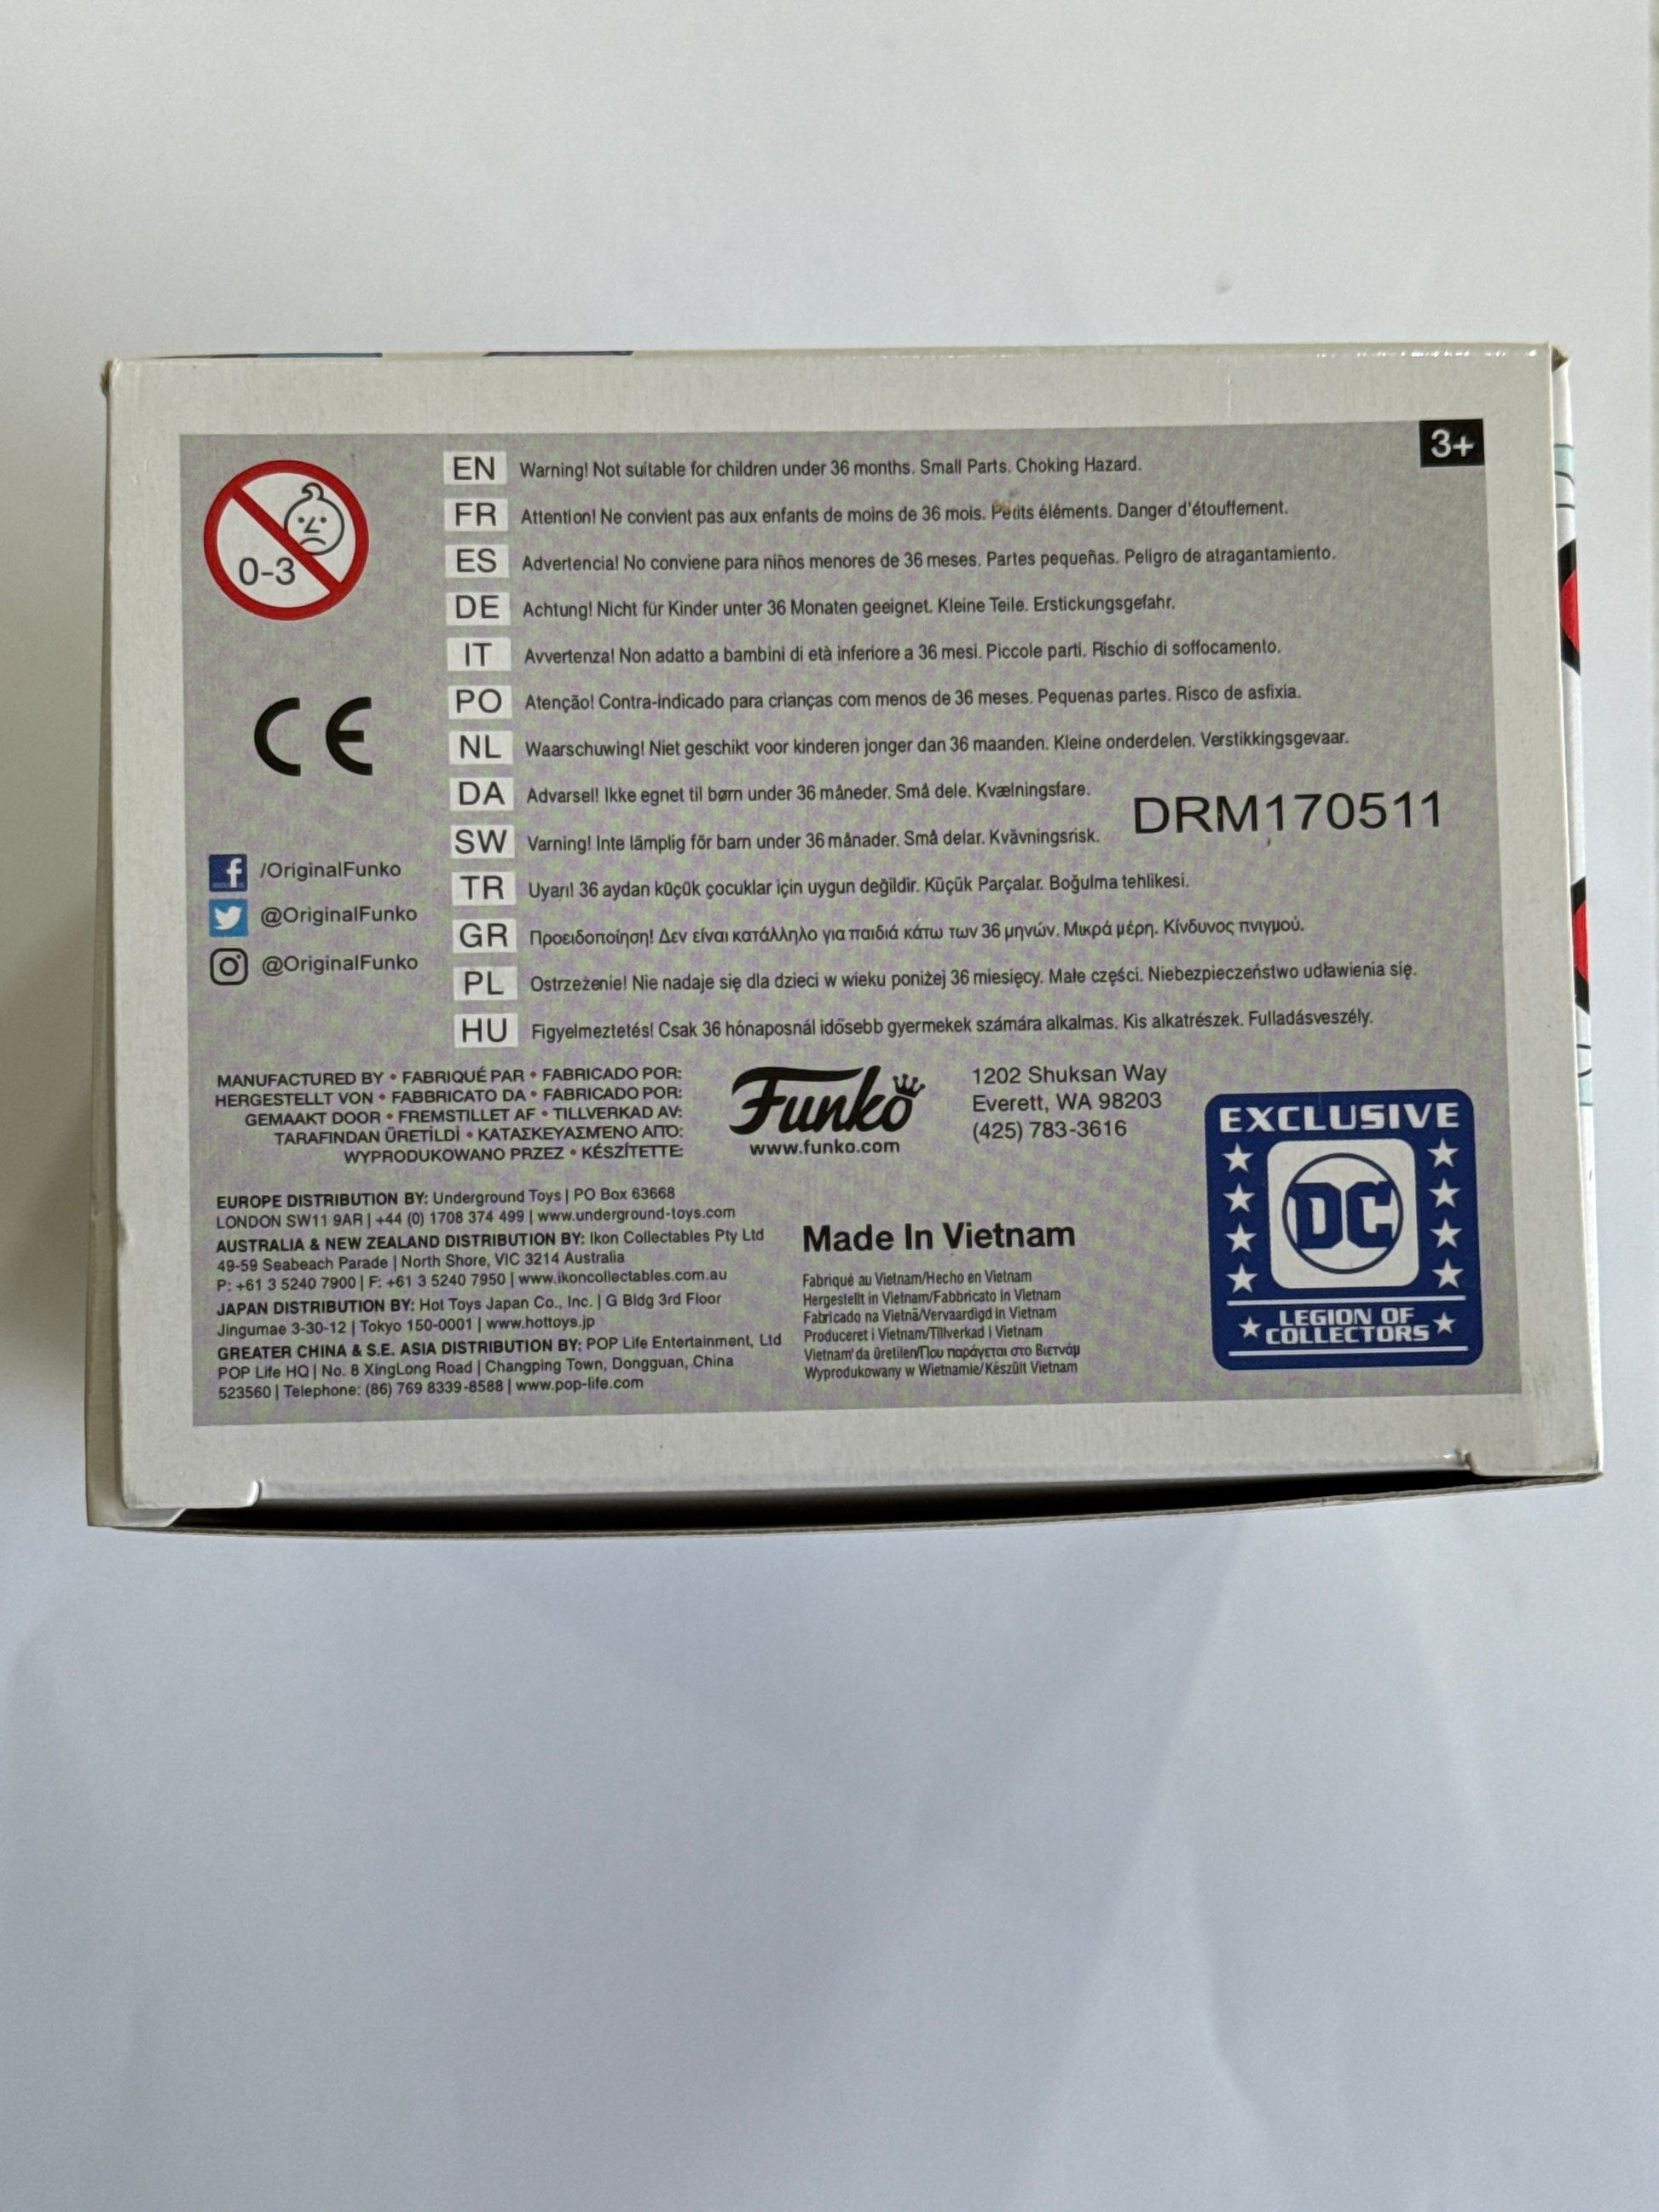 3+
0-3
EN Warning! Not suitable for children under 36 months. Small Parts. Choking Hazard.
FR Attention! Ne convient pas aux enfants de moins de 36 mois. Petits éléments. Danger d'étouffement.
ES Advertencia! No conviene para niños menores de 36 meses. Partes pequeñas. Peligro de atragantamiento.
DE Achtung! Nicht für Kinder unter 36 Monaten geeignet. Kleine Teile. Erstickungsgefahr.
IT Avvertenza! Non adatto a bambini di età inferiore a 36 mesi. Piccole parti. Rischio di soffocamento.
PO Atenção! Contra-indicado para crianças com menos de 36 meses. Pequenas partes. Risco de asfixia.
NL Waarschuwing! Niet geschikt voor kinderen jonger dan 36 maanden. Kleine onderdelen. Verstikkingsgevaar.
DA Advarsel! Ikke egnet til børn under 36 måneder. Små dele. Kvælningsfare.
SW Varning! Inte lämplig för barn under 36 månader. Små delar. Kvävningsrisk.
TR Uyarı! 36 aydan küçük çocuklar için uygun değildir. Küçük Parçalar. Boğulma tehlikesi.
GR Προειδοποίηση! Δεν είναι κατάλληλο για παιδιά κάτω των 36 μηνών. Μικρά μέρη. Κίνδυνος πνιγμού.
PL Ostrzeżenie! Nie nadaje się dla dzieci w wieku poniżej 36 miesięcy. Małe części. Niebezpieczeństwo udławienia się.
HU Figyelmeztetés! Csak 36 hónaposnál idősebb gyermekek számára alkalmas. Kis alkatrészek. Fulladásveszély.
DRM170511
CE
/OriginalFunko
@OriginalFunko
@OriginalFunko
MANUFACTURED BY • FABRIQUÉ PAR • FABRICADO POR:
HERGESTELLT VON • FABBRICATO DA • FABRICADO POR:
GEMAAKT DOOR • FREMSTILLET AF • TILLVERKAD AV:
TARAFINDAN ÜRETİLDİ • ΚΑΤΑΣΚΕΥΑΣΜΕΝΟ ΑΠΌ:
WYPRODUKOWANO PRZEZ • KÉSZÍTETTE:
Funko
www.funko.com
1202 Shuksan Way
Everett, WA 98203
(425) 783-3616
EUROPE DISTRIBUTION BY: Underground Toys | PO Box 63668
LONDON SW11 9AR | +44 (0) 1708 374 499 | www.underground-toys.com
AUSTRALIA & NEW ZEALAND DISTRIBUTION BY: Ikon Collectables Pty Ltd
49-59 Seabeach Parade | North Shore, VIC 3214 Australia
P: +61 3 5240 7900 | F: +61 3 5240 7950 | www.ikoncollectables.com.au
JAPAN DISTRIBUTION BY: Hot Toys Japan Co., Inc. | G Bldg 3rd Floor
Jingumae 3-30-12 | Tokyo 150-0001 | www.hottoys.jp
GREATER CHINA & S.E. ASIA DISTRIBUTION BY: POP Life Entertainment, Ltd
POP Life HQ | No. 8 XingLong Road | Changping Town, Dongguan, China
523560 | Telephone: (86) 769 8339-8588 | www.pop-life.com
Made In Vietnam
Fabriqué au Vietnam/Hecho en Vietnam
Hergestellt in Vietnam/Fabbricato in Vietnam
Fabricado na Vietnã/Vervaardigd in Vietnam
Produceret i Vietnam/Tillverkad i Vietnam
Vietnam'da üretilen/Που παράγεται στο Βιετνάμ
Wyprodukowany w Wietnamie/Készült Vietnam
EXCLUSIVE
DC
LEGION OF
COLLECTORS